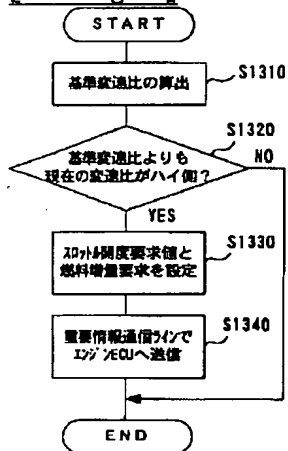 START
基準変速比の算出
S1310
基準変速比よりも
現在の変速比がハイ側?
S1320
NO
YES
スロットル開度要求値と
燃料増量要求を設定
S1330
重要情報通信ラインで
エンジンECUへ送信
S1340
END